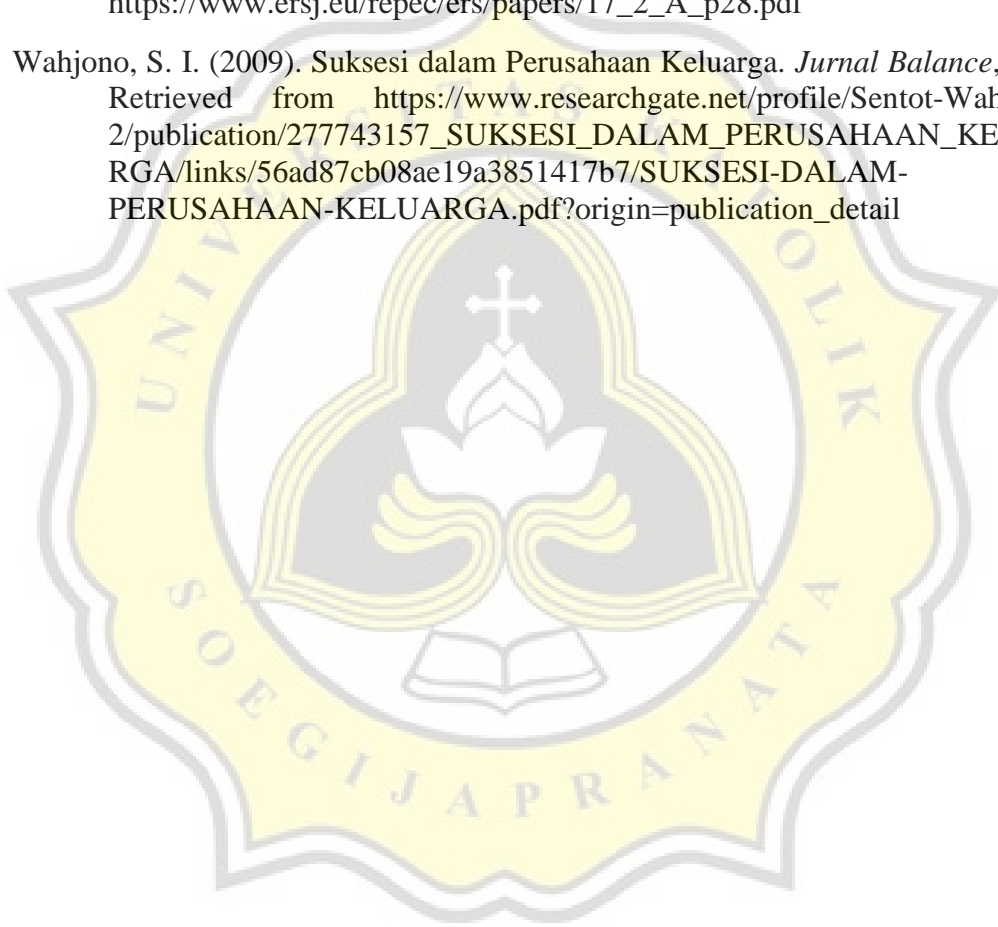 https://www.ersj.eu/repec/ers/papers/17_2_A_p28.pdf
Wahjono, S. I. (2009). Suksesi dalam Perusahaan Keluarga. Jurnal Balance,
Retrieved from https://www.researchgate.net/profile/Sentot-Wah
2/publication/277743157_SUKSESI_DALAM_PERUSAHAAN_KE
RGA/links/56ad87cb08ae19a3851417b7/SUKSESI-DALAM-
PERUSAHAAN-KELUARGA.pdf?origin=publication_detail
UNIVERSITAS KATOLIK
SOEGIJAPRANATA